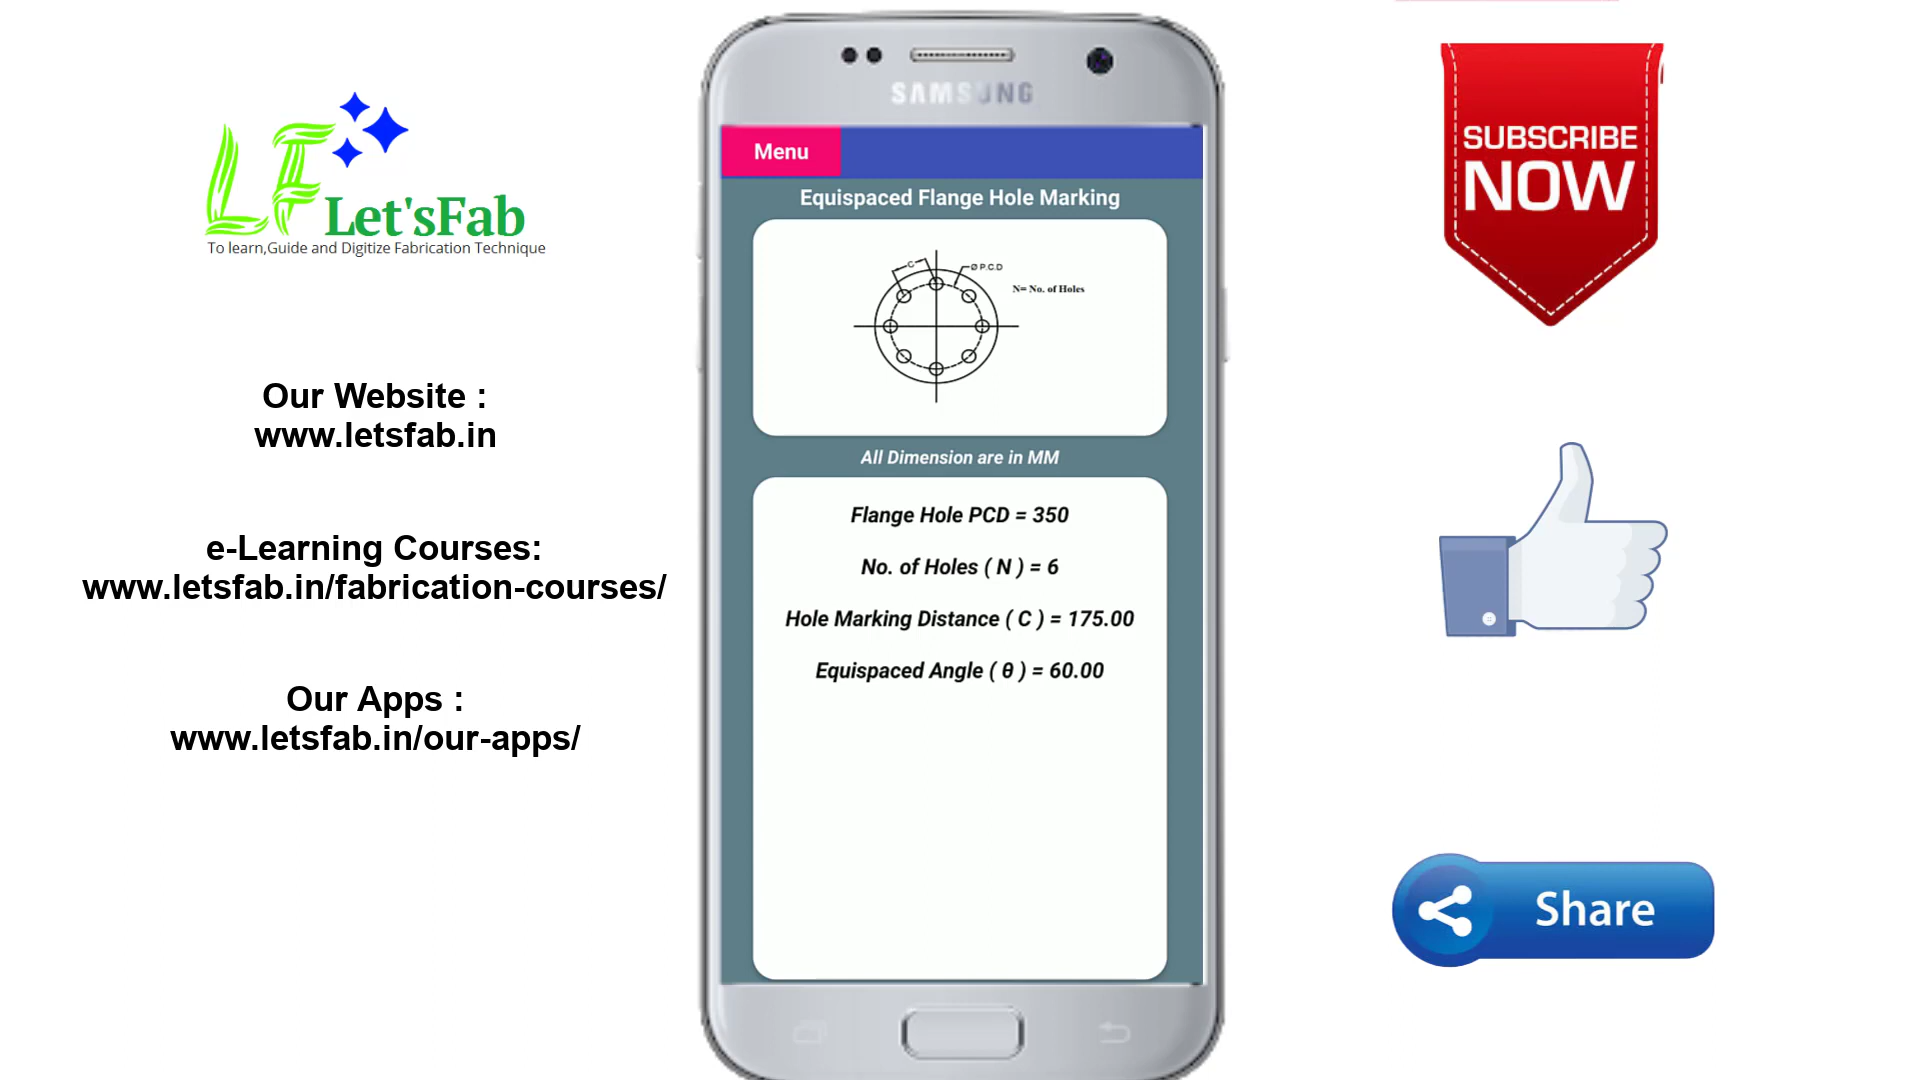 LF
Let'sFab
To learn,Guide and Digitize Fabrication Technique
Our Website :
www.letsfab.in
e-Learning Courses:
www.letsfab.in/fabrication-courses/
Our Apps :
www.letsfab.in/our-apps/
SAMSUNG
Menu
Equispaced Flange Hole Marking
C
Ø P.C.D
N= No. of Holes
All Dimension are in MM
Flange Hole PCD = 350
No. of Holes ( N ) = 6
Hole Marking Distance ( C ) = 175.00
Equispaced Angle ( θ ) = 60.00
SUBSCRIBE
NOW
Share